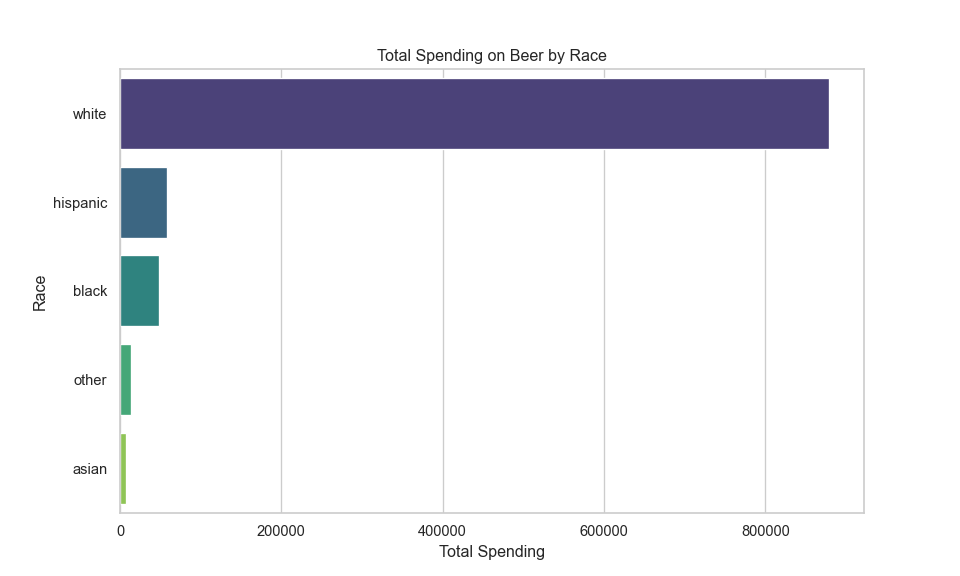 Total Spending on Beer by Race
white
hispanic
black
other
asian
Race
0 200000 400000 600000 800000
Total Spending